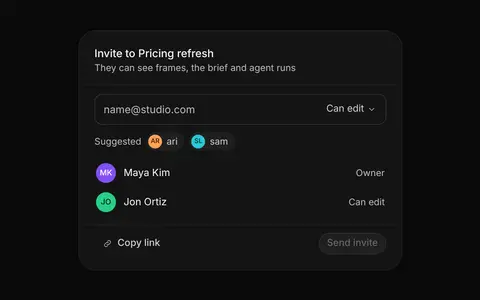 Invite to Pricing refresh
They can see frames, the brief and agent runs
name@studio.com Can edit
Suggested AR ari SL sam
MK Maya Kim Owner
JO Jon Ortiz Can edit
Copy link Send invite